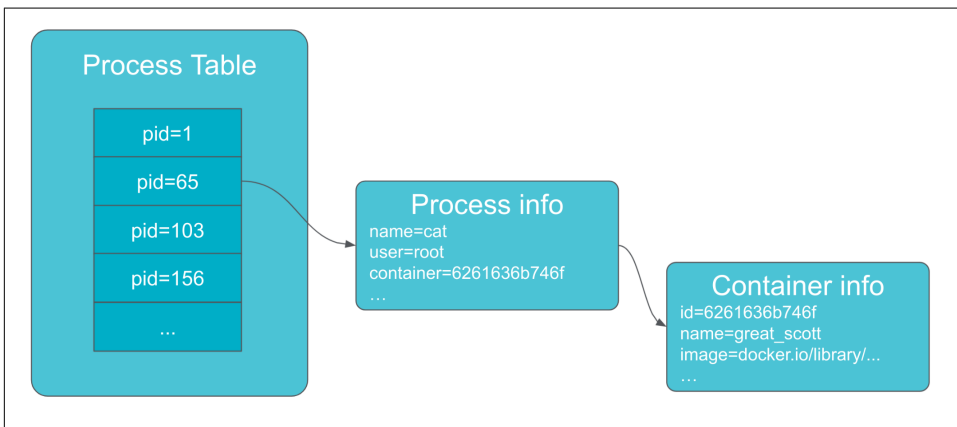 Process Table
pid=1
pid=65
pid=103
pid=156
...
Process info
name=cat
user=root
container=6261636b746f
…
Container info
id=6261636b746f
name=great_scott
image=docker.io/library/...
…